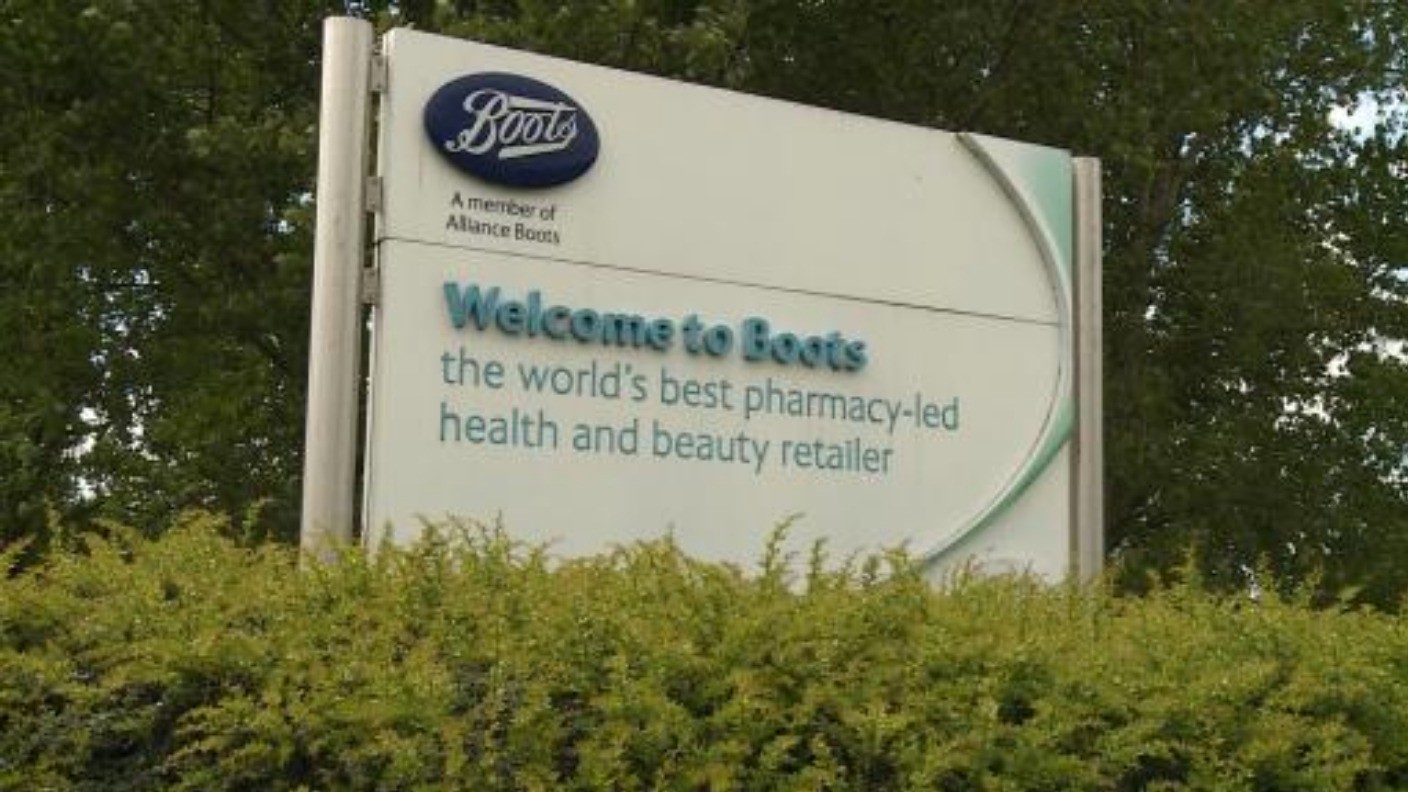 Boots
A member of
Alliance Boots
Welcome to Boots
the world's best pharmacy-led
health and beauty retailer